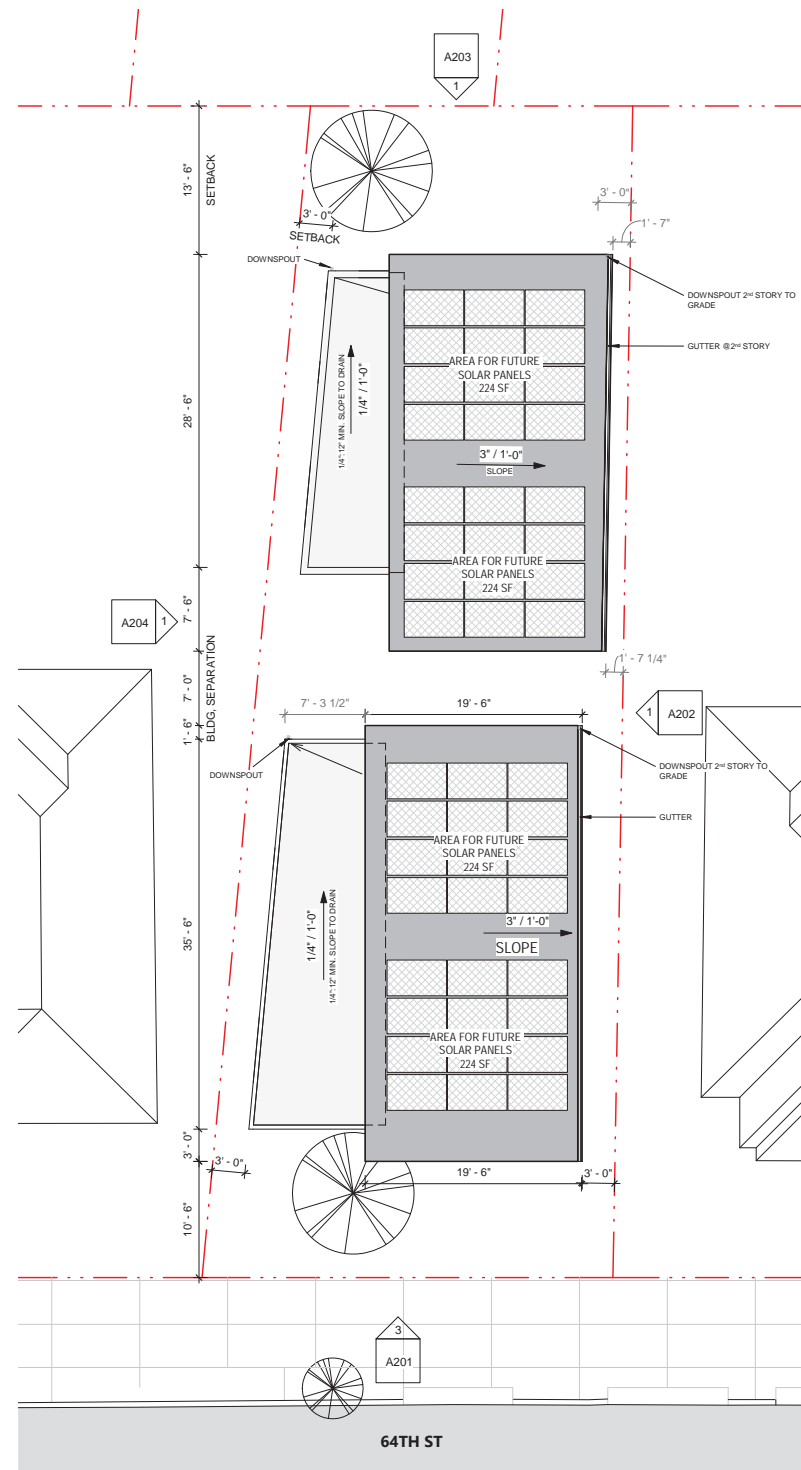 A203
1
13' - 6"
SETBACK
3' - 0"
SETBACK
3' - 0"
1' - 7"
DOWNSPOUT
DOWNSPOUT 2nd STORY TO
GRADE
GUTTER @2nd STORY
28' - 6"
1/4":12" MIN. SLOPE TO DRAIN
1/4" / 1'-0"
AREA FOR FUTURE
SOLAR PANELS
224 SF
3" / 1'-0"
SLOPE
AREA FOR FUTURE
SOLAR PANELS
224 SF
7' - 6"
A204
1
7' - 0"
BLDG, SEPARATION
1' - 7 1/4"
1' - 6"
7' - 3 1/2"
19' - 6"
1
A202
DOWNSPOUT
DOWNSPOUT 2nd STORY TO
GRADE
GUTTER
AREA FOR FUTURE
SOLAR PANELS
224 SF
35' - 6"
1/4" / 1'-0"
1/4":12" MIN. SLOPE TO DRAIN
3" / 1'-0"
SLOPE
AREA FOR FUTURE
SOLAR PANELS
224 SF
3' - 0"
3' - 0"
19' - 6"
3' - 0"
10' - 6"
3
A201
64TH ST